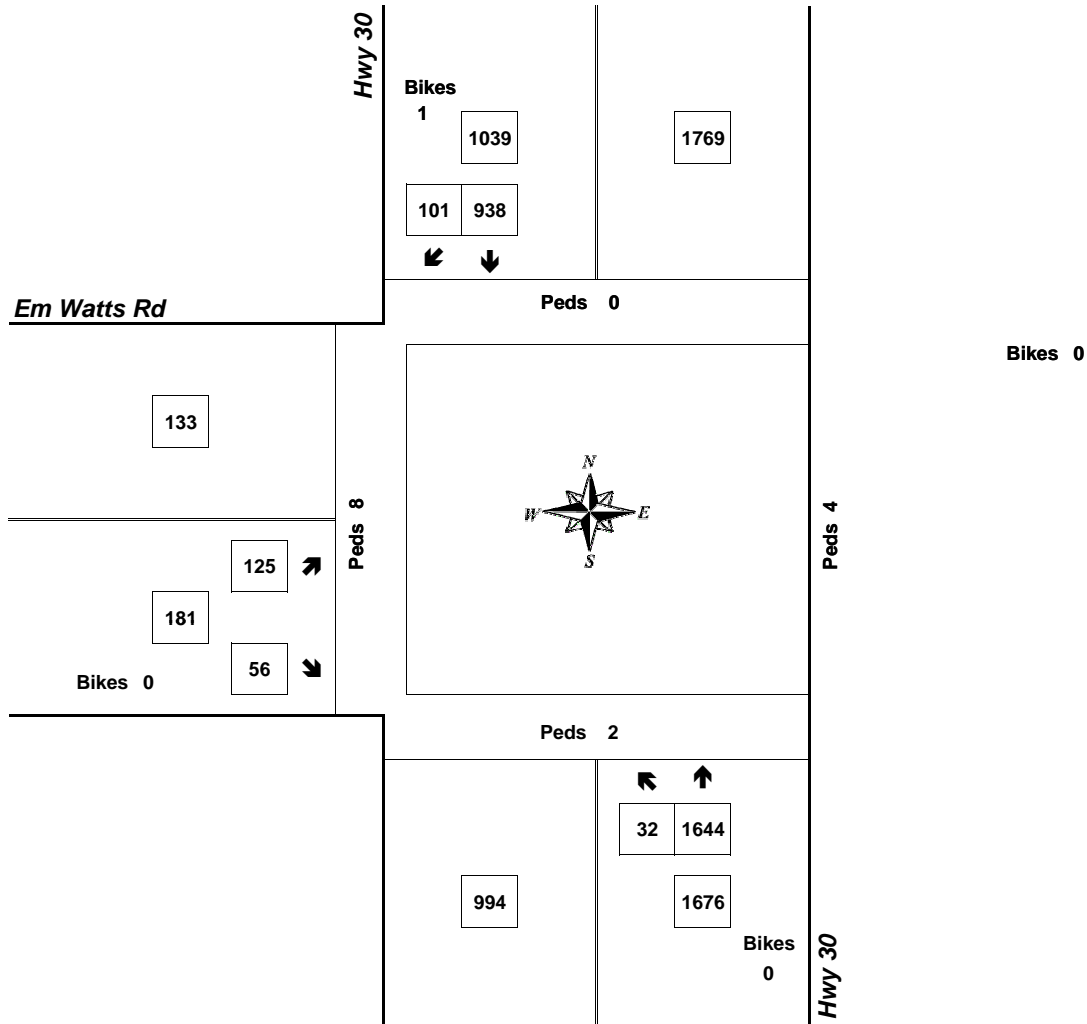 Hwy 30
Bikes
1
1039
1769
101 938
Peds 0
Em Watts Rd
Bikes 0
133
N
W E
S
Peds 8
Peds 4
125
181
56
Bikes 0
Peds 2
32 1644
994
1676
Bikes
0
Hwy 30